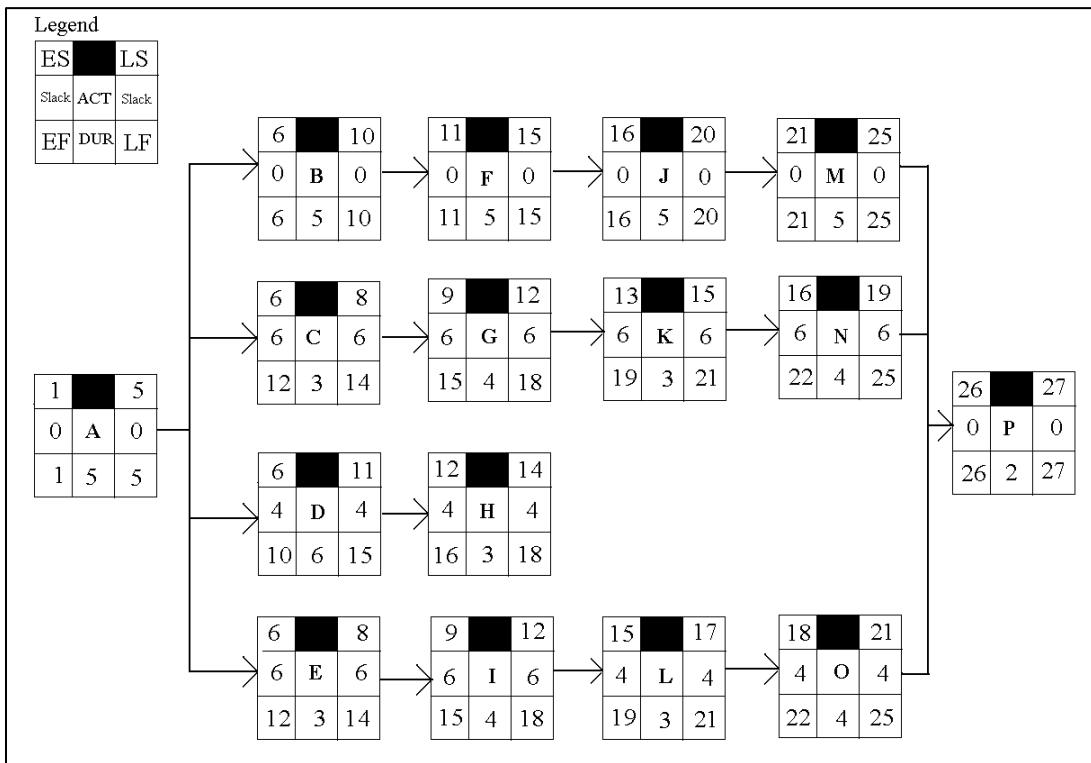 Legend
ES LS
Slack ACT Slack
EF DUR LF
6 10
0 B 0
6 5 10
11 15
0 F 0
11 5 15
16 20
0 J 0
16 5 20
21 25
0 M 0
21 5 25
6 8
6 C 6
12 3 14
9 12
6 G 6
15 4 18
13 15
6 K 6
19 3 21
16 19
6 N 6
22 4 25
1 5
0 A 0
1 5 5
26 27
0 P 0
26 2 27
6 11
4 D 4
10 6 15
12 14
4 H 4
16 3 18
6 8
6 E 6
12 3 14
9 12
6 I 6
15 4 18
15 17
4 L 4
19 3 21
18 21
4 O 4
22 4 25